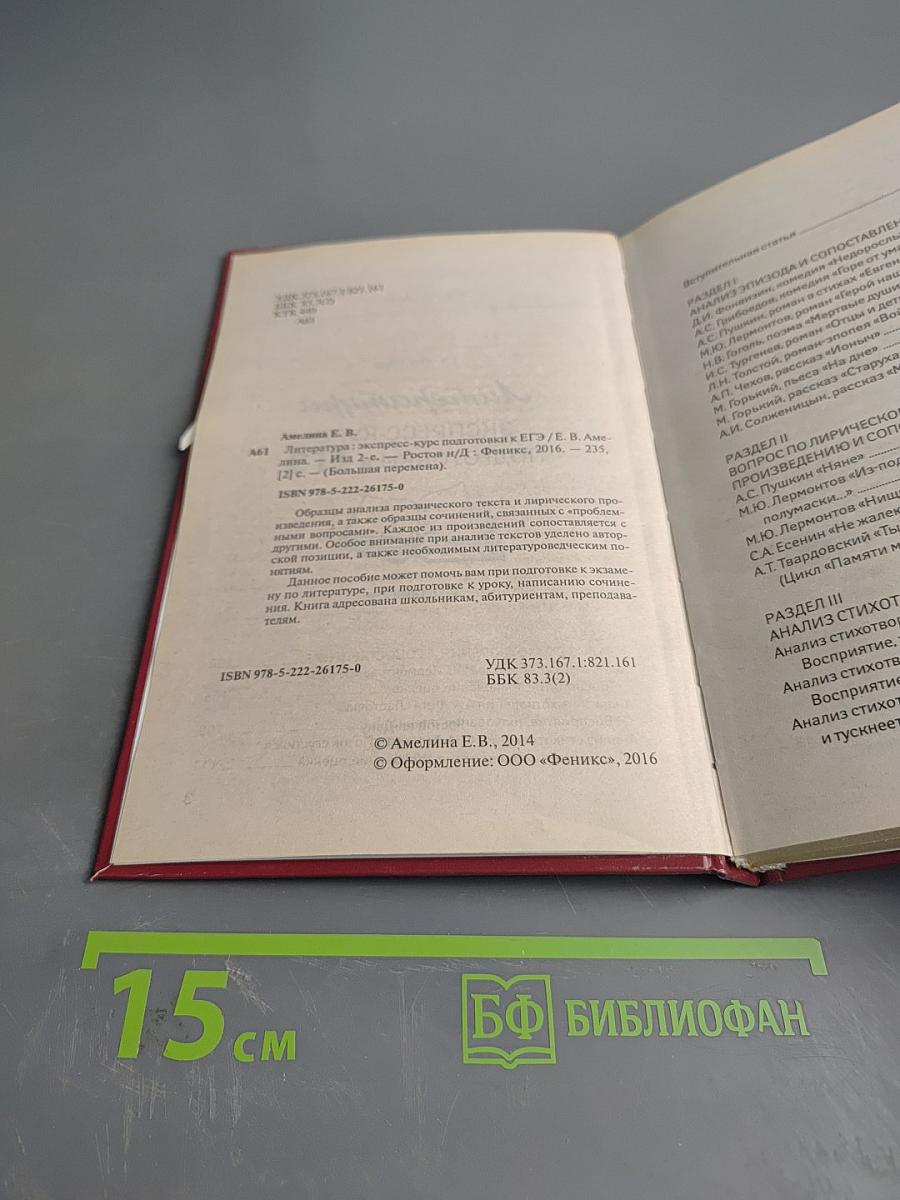 УДК 373.167.1:821.161
ББК 83.3(2)
КТК 446
А61
Амелина Е. В.
А61 Литература : экспресс-курс подготовки к ЕГЭ / Е. В. Аме-
лина. — Изд 2-е. — Ростов н/Д : Феникс, 2016. — 235,
[2] с. — (Большая перемена).
ISBN 978-5-222-26175-0
Образцы анализа прозаического текста и лирического про-
изведения, а также образцы сочинений, связанных с «проблем-
ными вопросами». Каждое из произведений сопоставляется с
другими. Особое внимание при анализе текстов уделено автор-
ской позиции, а также необходимым литературоведческим по-
нятиям.
Данное пособие может помочь вам при подготовке к экзаме-
ну по литературе, при подготовке к уроку, написанию сочине-
ния. Книга адресована школьникам, абитуриентам, преподава-
телям.
ISBN 978-5-222-26175-0
УДК 373.167.1:821.161
ББК 83.3(2)
© Амелина Е.В., 2014
© Оформление: ООО «Феникс», 2016
Вступительная статья
РАЗДЕЛ I
АНАЛИЗ ЭПИЗОДА И СОПОСТАВЛЕН
Д.И. Фонвизин, комедия «Недоросль
А.С. Грибоедов, комедия «Горе от ума
А.С. Пушкин, роман в стихах «Евген
М.Ю. Лермонтов, роман «Герой наш
Н.В. Гоголь, поэма «Мертвые души
И.С. Тургенев, роман «Отцы и дети
Л.Н. Толстой, роман-эпопея «Вой
А.П. Чехов, рассказ «Ионыч»
М. Горький, пьеса «На дне»
М. Горький, рассказ «Старуха
А.И. Солженицын, рассказ «М
РАЗДЕЛ II
ВОПРОС ПО ЛИРИЧЕСКО
ПРОИЗВЕДЕНИЮ И СОП
А.С. Пушкин «Няне»
М.Ю. Лермонтов «Из-под
полумаски...»
М.Ю. Лермонтов «Нищ
С.А. Есенин «Не жале
А.Т. Твардовский «Ты
(Цикл «Памяти м
РАЗДЕЛ III
АНАЛИЗ СТИХОТ
Анализ стихотвор
Восприятие,
Анализ стихотв
Восприятие
Анализ стихот
и тускнеет
15 см
БФ БИБЛИОФАН